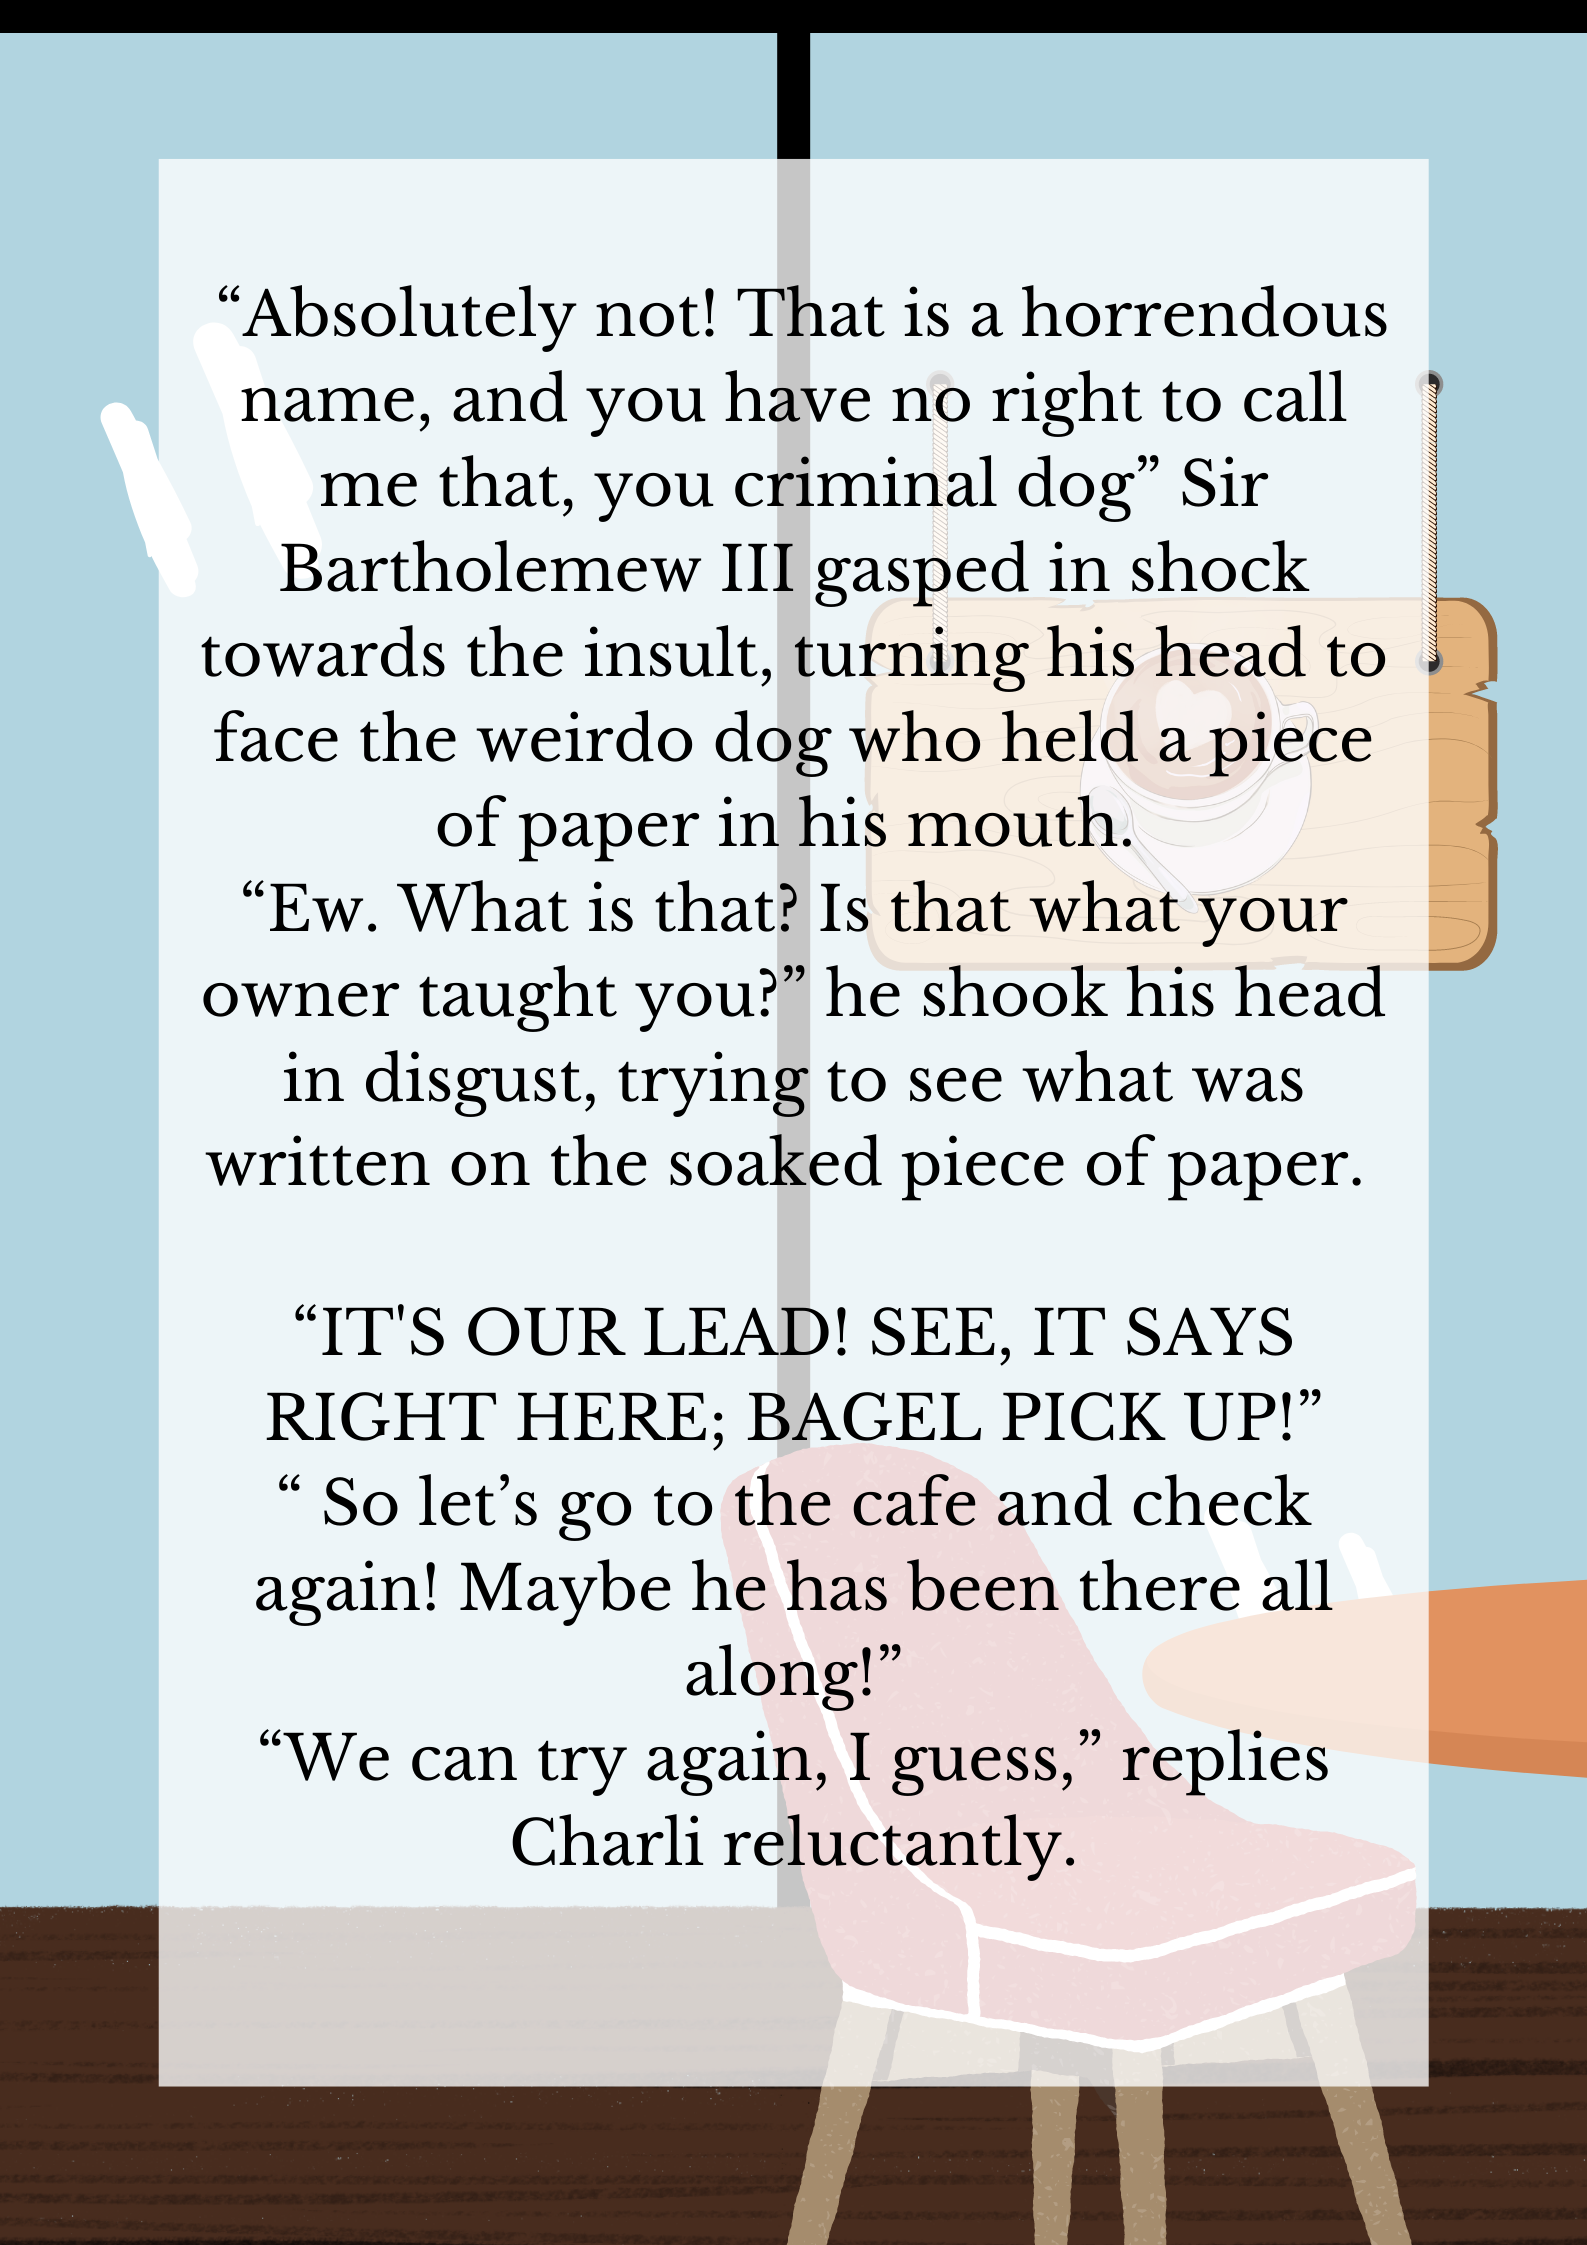 “Absolutely not! That is a horrendous
name, and you have no right to call
me that, you criminal dog” Sir
Bartholemew III gasped in shock
towards the insult, turning his head to
face the weirdo dog who held a piece
of paper in his mouth.
“Ew. What is that? Is that what your
owner taught you?” he shook his head
in disgust, trying to see what was
written on the soaked piece of paper.
“IT'S OUR LEAD! SEE, IT SAYS
RIGHT HERE; BAGEL PICK UP!”
“ So let’s go to the cafe and check
again! Maybe he has been there all
along!”
“We can try again, I guess,” replies
Charli reluctantly.